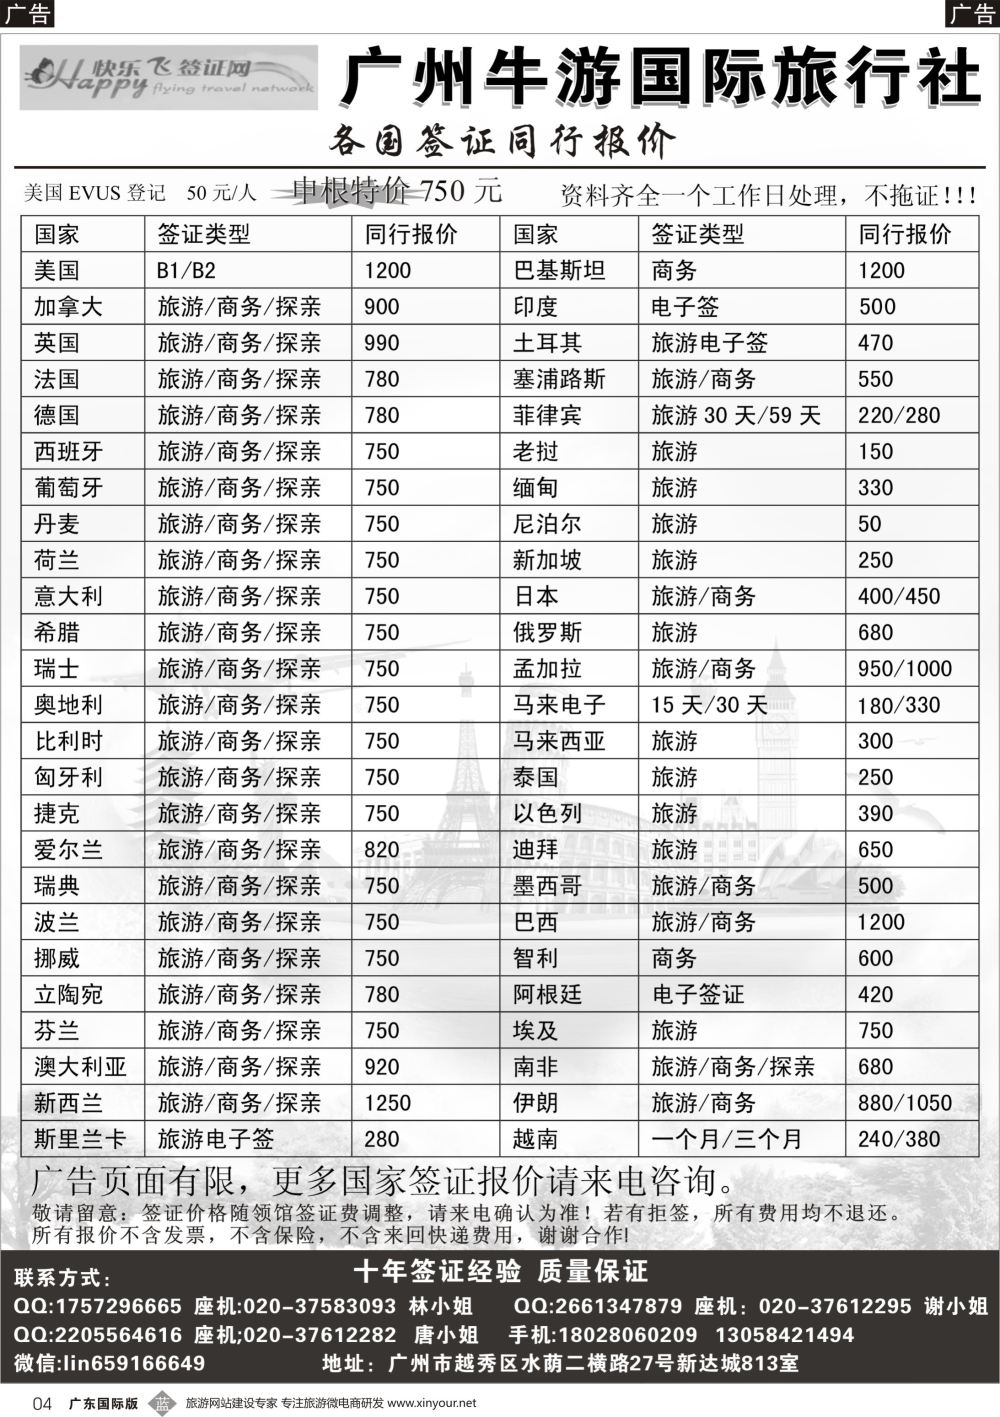 广告
广告
快乐飞签证网
Happy flying travel network
广州牛游国际旅行社
各国签证同行报价
美国 EVUS 登记 50 元/人 申根特价 750 元 资料齐全一个工作日处理，不拖证!!!
国家 签证类型 同行报价 国家 签证类型 同行报价
美国 B1/B2 1200 巴基斯坦 商务 1200
加拿大 旅游/商务/探亲 900 印度 电子签 500
英国 旅游/商务/探亲 990 土耳其 旅游电子签 470
法国 旅游/商务/探亲 780 塞浦路斯 旅游/商务 550
德国 旅游/商务/探亲 780 菲律宾 旅游 30 天/59 天 220/280
西班牙 旅游/商务/探亲 750 老挝 旅游 150
葡萄牙 旅游/商务/探亲 750 缅甸 旅游 330
丹麦 旅游/商务/探亲 750 尼泊尔 旅游 50
荷兰 旅游/商务/探亲 750 新加坡 旅游 250
意大利 旅游/商务/探亲 750 日本 旅游/商务 400/450
希腊 旅游/商务/探亲 750 俄罗斯 旅游 680
瑞士 旅游/商务/探亲 750 孟加拉 旅游/商务 950/1000
奥地利 旅游/商务/探亲 750 马来电子 15 天/30 天 180/330
比利时 旅游/商务/探亲 750 马来西亚 旅游 300
匈牙利 旅游/商务/探亲 750 泰国 旅游 250
捷克 旅游/商务/探亲 750 以色列 旅游 390
爱尔兰 旅游/商务/探亲 820 迪拜 旅游 650
瑞典 旅游/商务/探亲 750 墨西哥 旅游/商务 500
波兰 旅游/商务/探亲 750 巴西 旅游/商务 1200
挪威 旅游/商务/探亲 750 智利 商务 600
立陶宛 旅游/商务/探亲 780 阿根廷 电子签证 420
芬兰 旅游/商务/探亲 750 埃及 旅游 750
澳大利亚 旅游/商务/探亲 920 南非 旅游/商务/探亲 680
新西兰 旅游/商务/探亲 1250 伊朗 旅游/商务 880/1050
斯里兰卡 旅游电子签 280 越南 一个月/三个月 240/380
广告页面有限，更多国家签证报价请来电咨询。
敬请留意：签证价格随领馆签证费调整，请来电确认为准！若有拒签，所有费用均不退还。
所有报价不含发票，不含保险，不含来回快递费用，谢谢合作!
十年签证经验 质量保证
联系方式：
QQ:1757296665 座机:020-37583093 林小姐 QQ:2661347879 座机：020-37612295 谢小姐
QQ:2205564616 座机;020-37612282 唐小姐 手机:18028060209 13058421494
微信:lin659166649 地址：广州市越秀区水荫二横路27号新达城813室
04 广东国际版 蓝 旅游网站建设专家 专注旅游微电商研发 www.xinyour.net